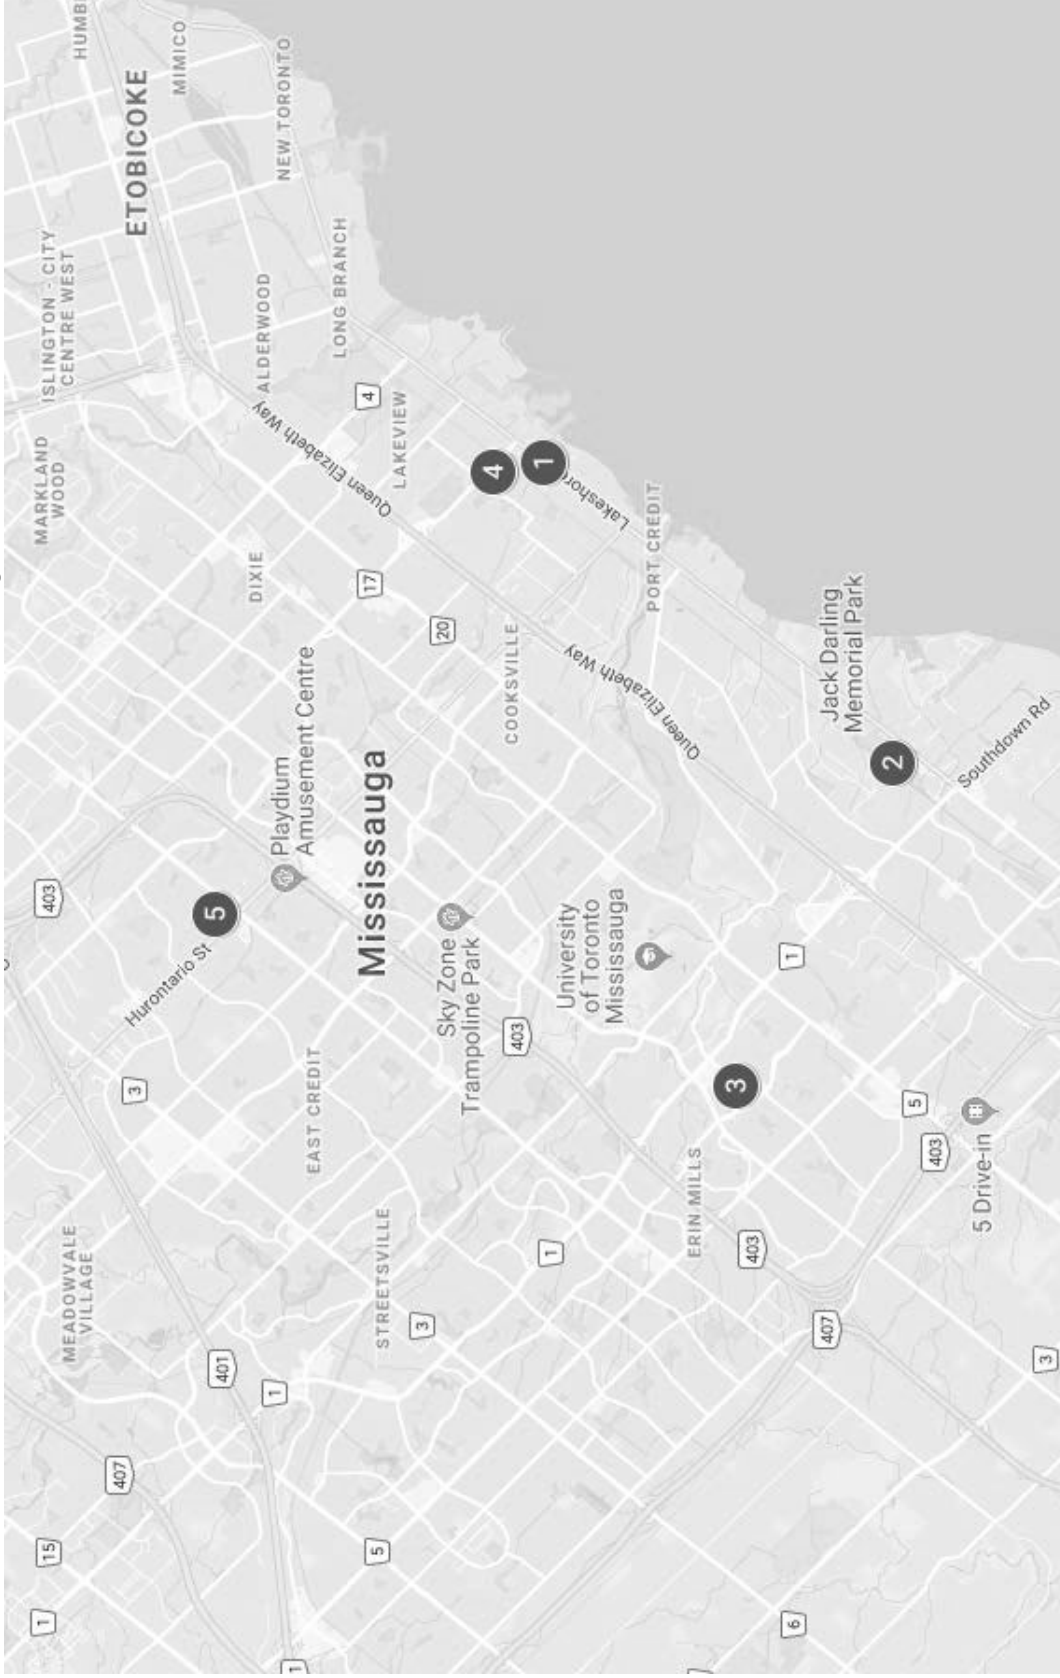 HUMB
MIMICO
ETOBICOKE
NEW TORONTO
ISLINGTON - CITY
CENTRE WEST
ALDERWOOD
LONG BRANCH
MARKLAND
WOOD
Queen Elizabeth Way
4
LAKEVIEW
4
1
Lakeshor
DIXIE
17
20
COOKSVILLE
PORT CREDIT
Queen Elizabeth Way
Jack Darling
Memorial Park
2
Southdown Rd
Playdium
Amusement Centre
Mississauga
403
5
Hurontario St
Sky Zone
Trampoline Park
University
of Toronto
Mississauga
1
403
3
3
EAST CREDIT
5
403
5 Drive-in
ERIN MILLS
403
1
MEADOWVALE
VILLAGE
STREETSVILLE
3
407
3
401
1
407
15
5
1
6
1